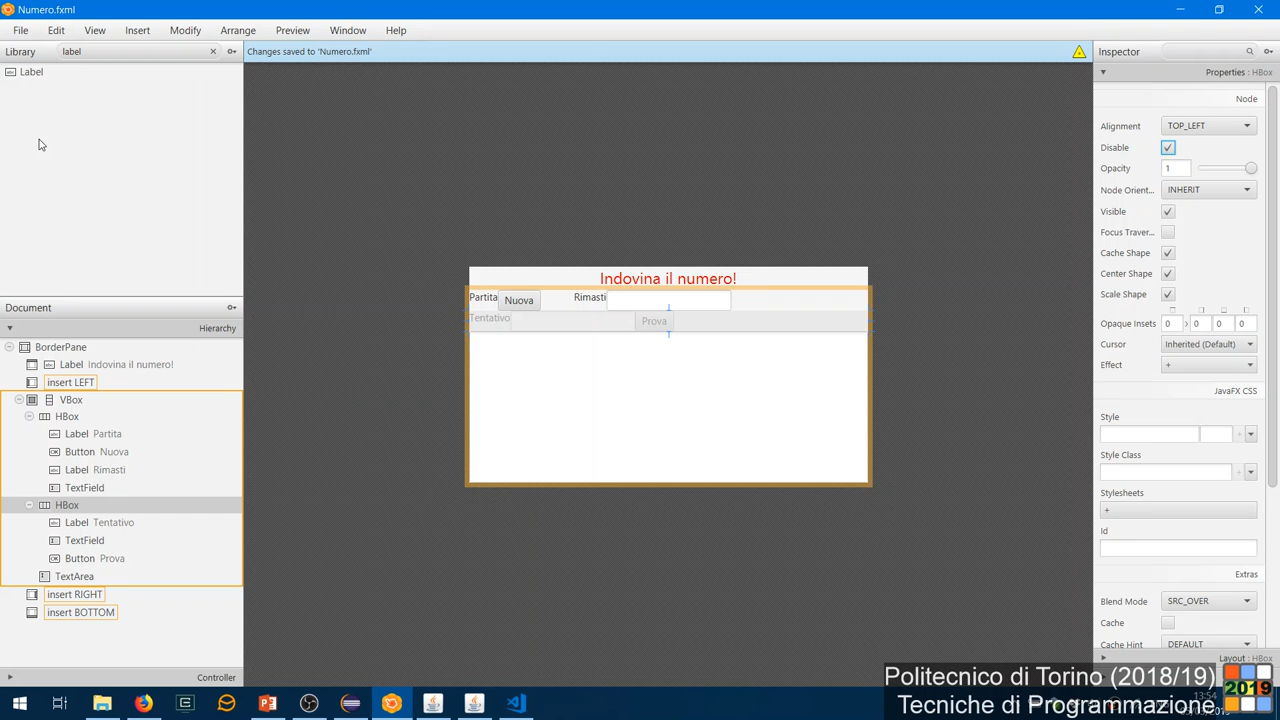 Numero.fxml
File Edit View Insert Modify Arrange Preview Window Help
Library label
Changes saved to 'Numero.fxml'
Inspector
Label
Properties : HBox
Node
Alignment TOP_LEFT
Disable
Opacity 1
Node Orient... INHERIT
Visible
Focus Traver...
Cache Shape
Center Shape
Scale Shape
Opaque Insets 0 0 0 0
Cursor Inherited (Default)
Effect +
JavaFX CSS
Style
Style Class
Stylesheets
+
Id
Extras
Blend Mode SRC_OVER
Cache
Cache Hint DEFAULT
Layout : HBox
Indovina il numero!
Partita Nuova Rimasti
Tentativo Prova
Document
Hierarchy
BorderPane
Label Indovina il numero!
insert LEFT
VBox
HBox
Label Partita
Button Nuova
Label Rimasti
TextField
HBox
Label Tentativo
TextField
Button Prova
TextArea
insert RIGHT
insert BOTTOM
Controller
Politecnico di Torino (2018/19)
Tecniche di Programmazione
2019
13:54